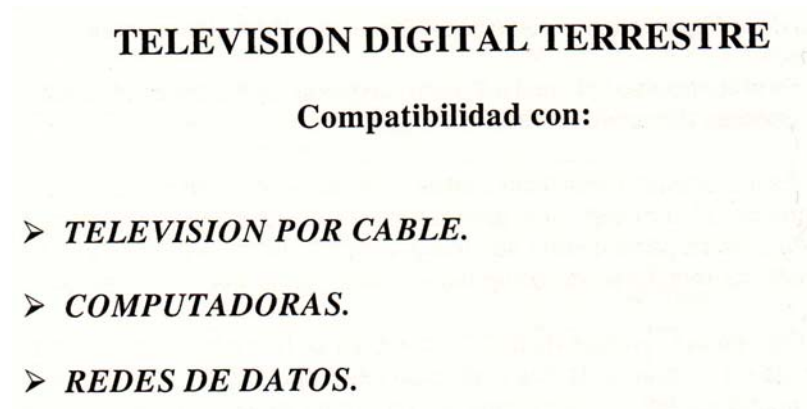 TELEVISION DIGITAL TERRESTRE
Compatibilidad con:
➢ TELEVISION POR CABLE.
➢ COMPUTADORAS.
➢ REDES DE DATOS.